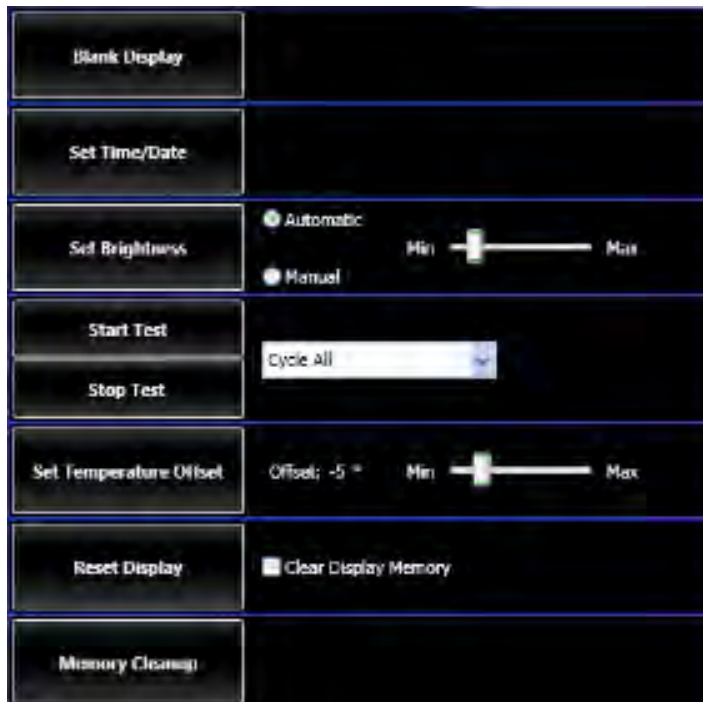 Blank Display
Set Time/Date
Set Brightness
Automatic
Manual
Min
Max
Start Test
Stop Test
Cycle All
Set Temperature Offset
Offset: -5 °
Min
Max
Reset Display
Clear Display Memory
Memory Cleanup